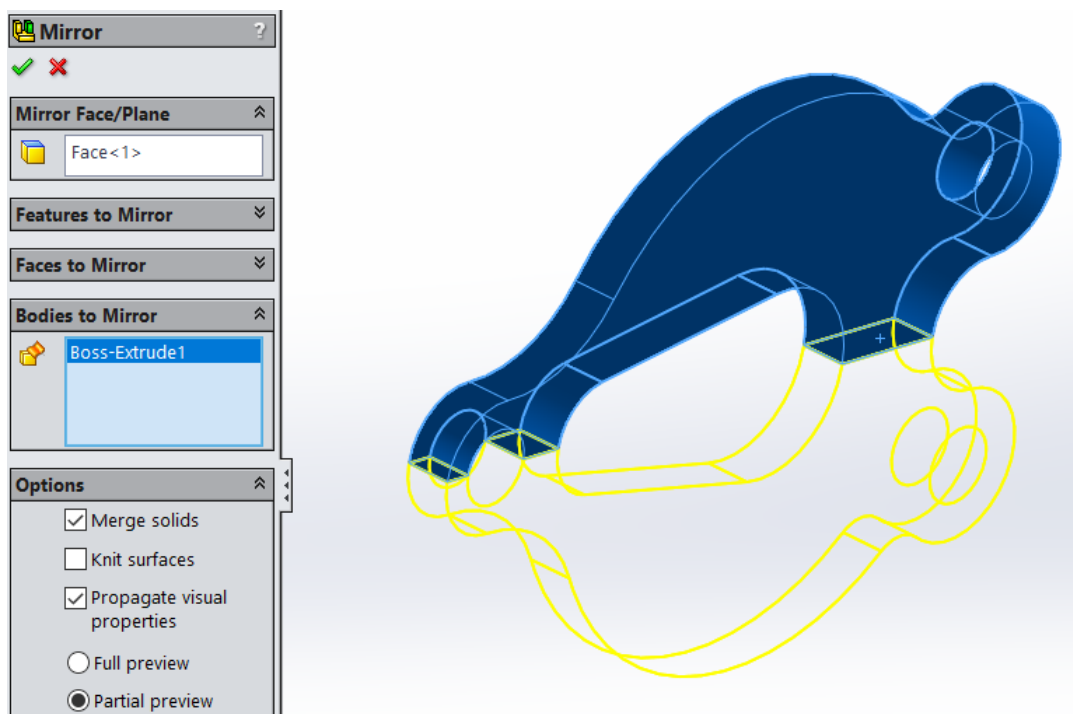 Mirror ?
Mirror Face/Plane
Face<1>
Features to Mirror
Faces to Mirror
Bodies to Mirror
Boss-Extrude1
Options
Merge solids
Knit surfaces
Propagate visual
properties
Full preview
Partial preview